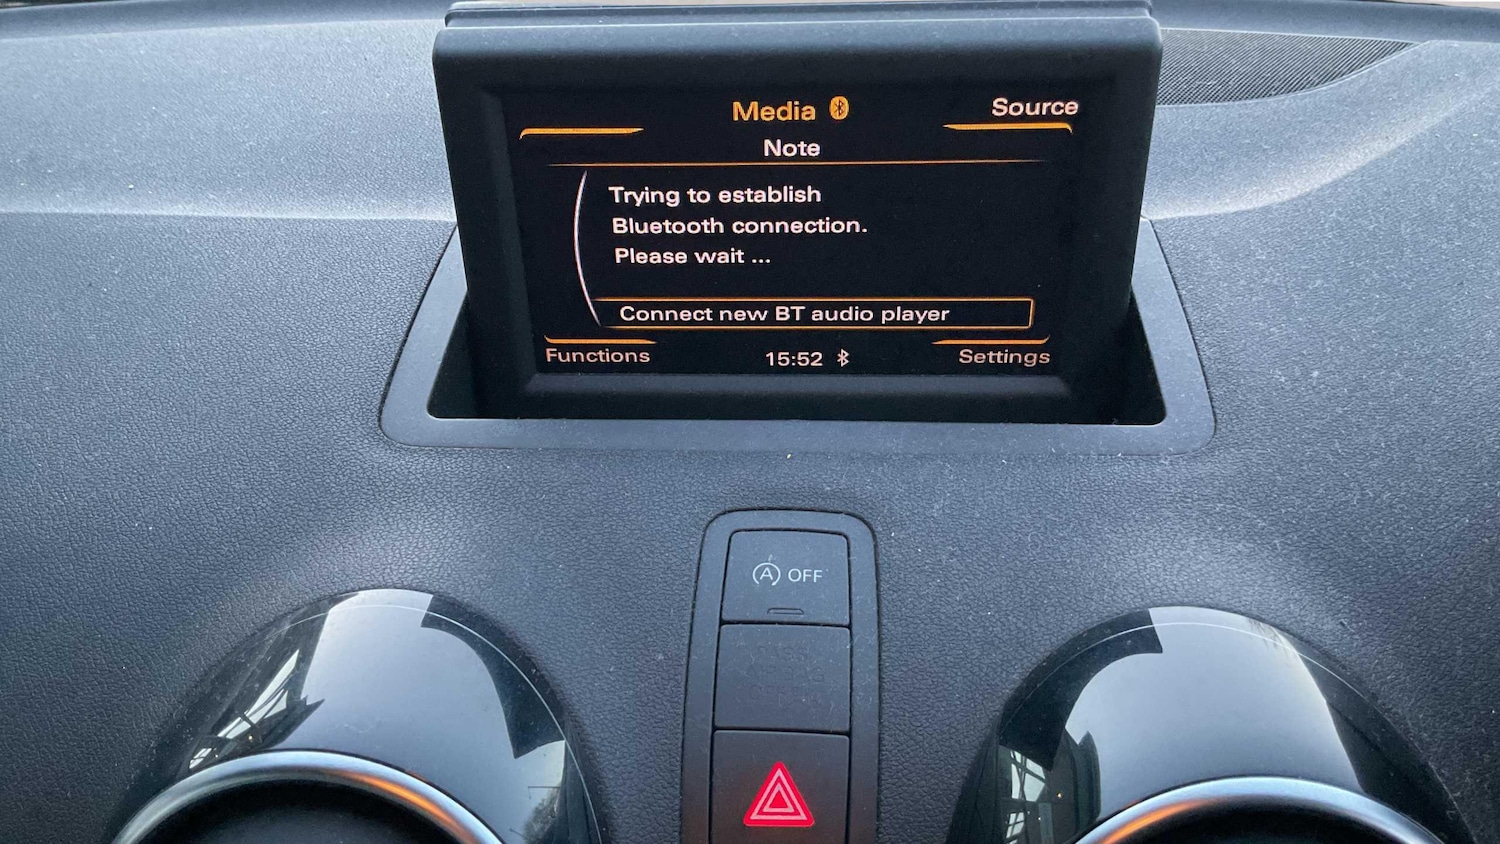 Media
Source
Note
Trying to establish
Bluetooth connection.
Please wait ...
Connect new BT audio player
Functions
15:52
Settings
A OFF